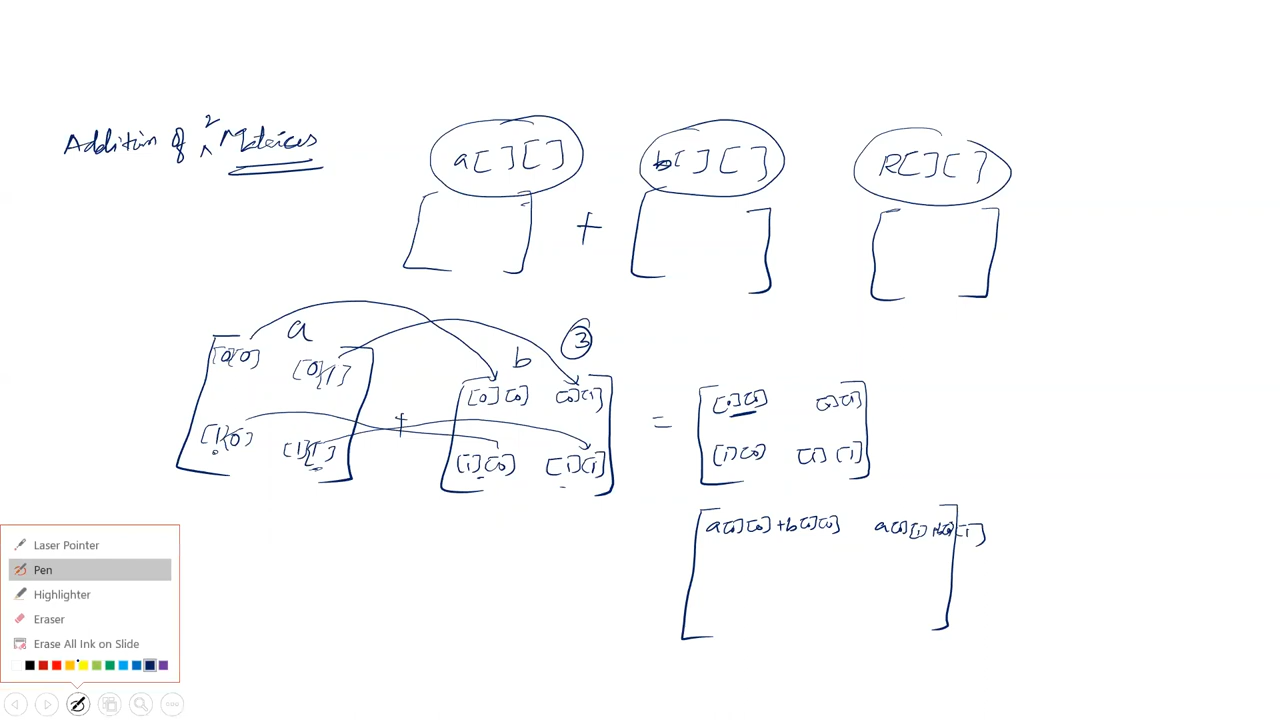 Addition of 2 Matrices
a[ ][ ] b[ ][ ] R[ ][ ]
+
a
b
3
[0][0] [0][1]
[1][0] [1][1]
+
[0][0] [0][1]
[1][0] [1][1]
=
[0][0] [0][1]
[1][0] [1][1]
a[0][0]+b[0][0] a[0][1]+b[0][1]
Laser Pointer
Pen
Highlighter
Eraser
Erase All Ink on Slide